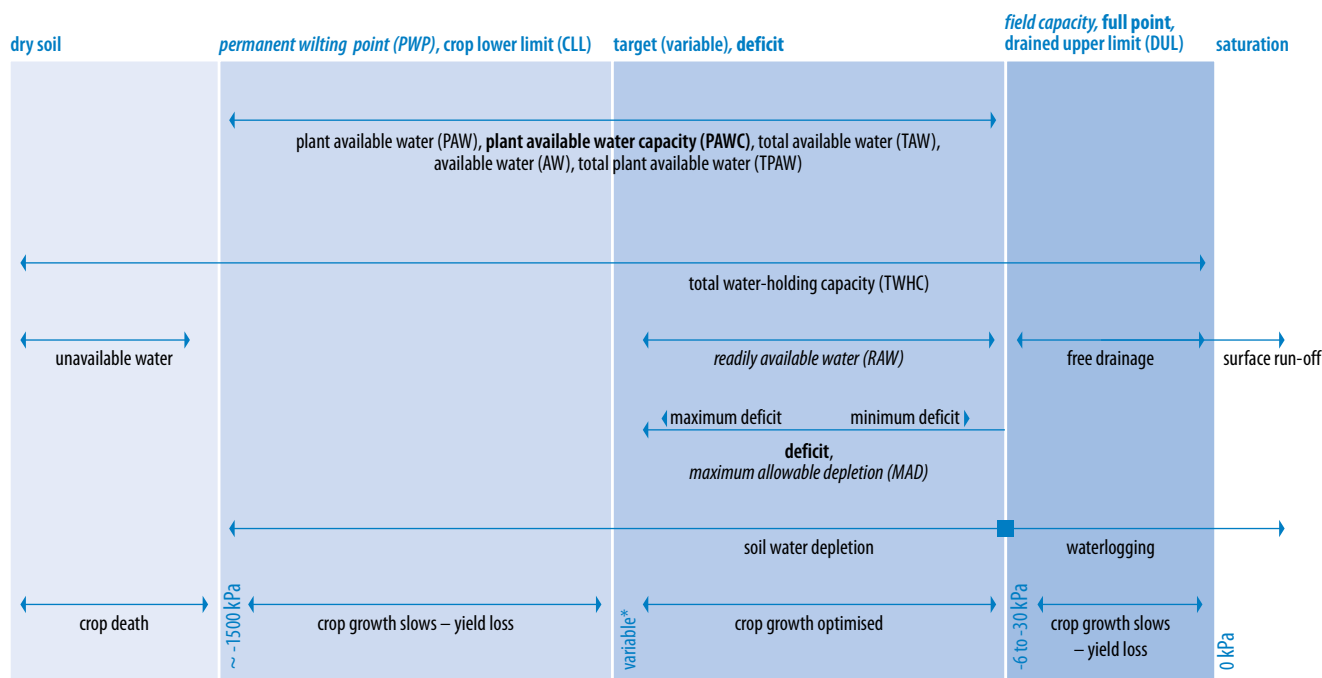 dry soil
permanent wilting point (PWP), crop lower limit (CLL)
target (variable), deficit
field capacity, full point,
drained upper limit (DUL)
saturation
plant available water (PAW), plant available water capacity (PAWC), total available water (TAW),
available water (AW), total plant available water (TPAW)
total water-holding capacity (TWHC)
unavailable water
readily available water (RAW)
free drainage
surface run-off
maximum deficit
minimum deficit
deficit,
maximum allowable depletion (MAD)
soil water depletion
waterlogging
crop death
~ -1500 kPa
crop growth slows – yield loss
variable*
crop growth optimised
-6 to -30 kPa
crop growth slows
– yield loss
0 kPa